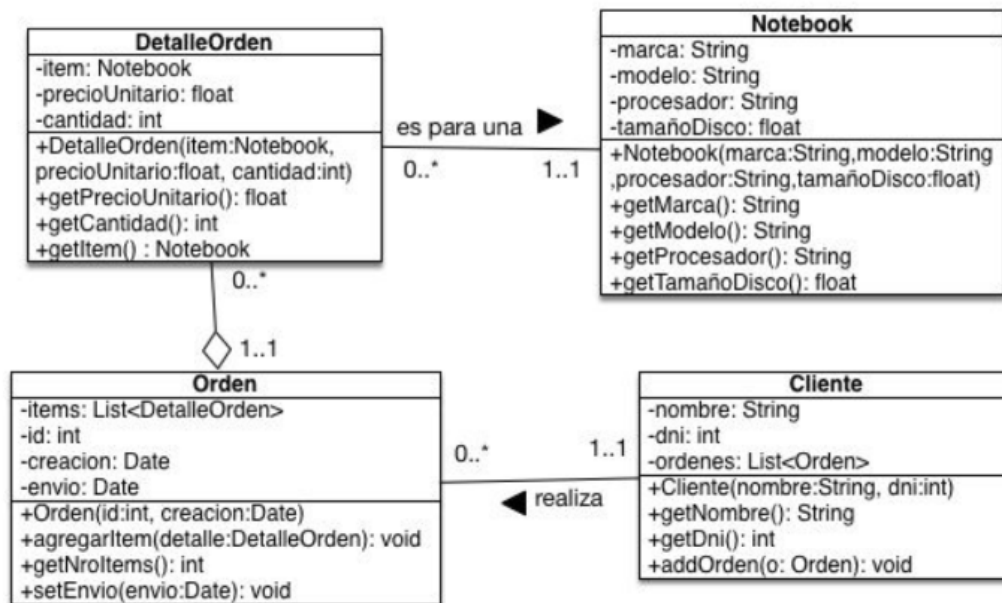 DetalleOrden
-item: Notebook
-precioUnitario: float
-cantidad: int
+DetalleOrden(item:Notebook,
precioUnitario:float, cantidad:int)
+getPrecioUnitario(): float
+getCantidad(): int
+getItem() : Notebook
es para una
0..*
1..1
Notebook
-marca: String
-modelo: String
-procesador: String
-tamañoDisco: float
+Notebook(marca:String,modelo:String
,procesador:String,tamañoDisco:float)
+getMarca(): String
+getModelo(): String
+getProcesador(): String
+getTamañoDisco(): float
0..*
1..1
Orden
-items: List<DetalleOrden>
-id: int
-creacion: Date
-envio: Date
+Orden(id:int, creacion:Date)
+agregarItem(detalle:DetalleOrden): void
+getNroItems(): int
+setEnvio(envio:Date): void
0..*
1..1
realiza
Cliente
-nombre: String
-dni: int
-ordenes: List<Orden>
+Cliente(nombre:String, dni:int)
+getNombre(): String
+getDni(): int
+addOrden(o: Orden): void